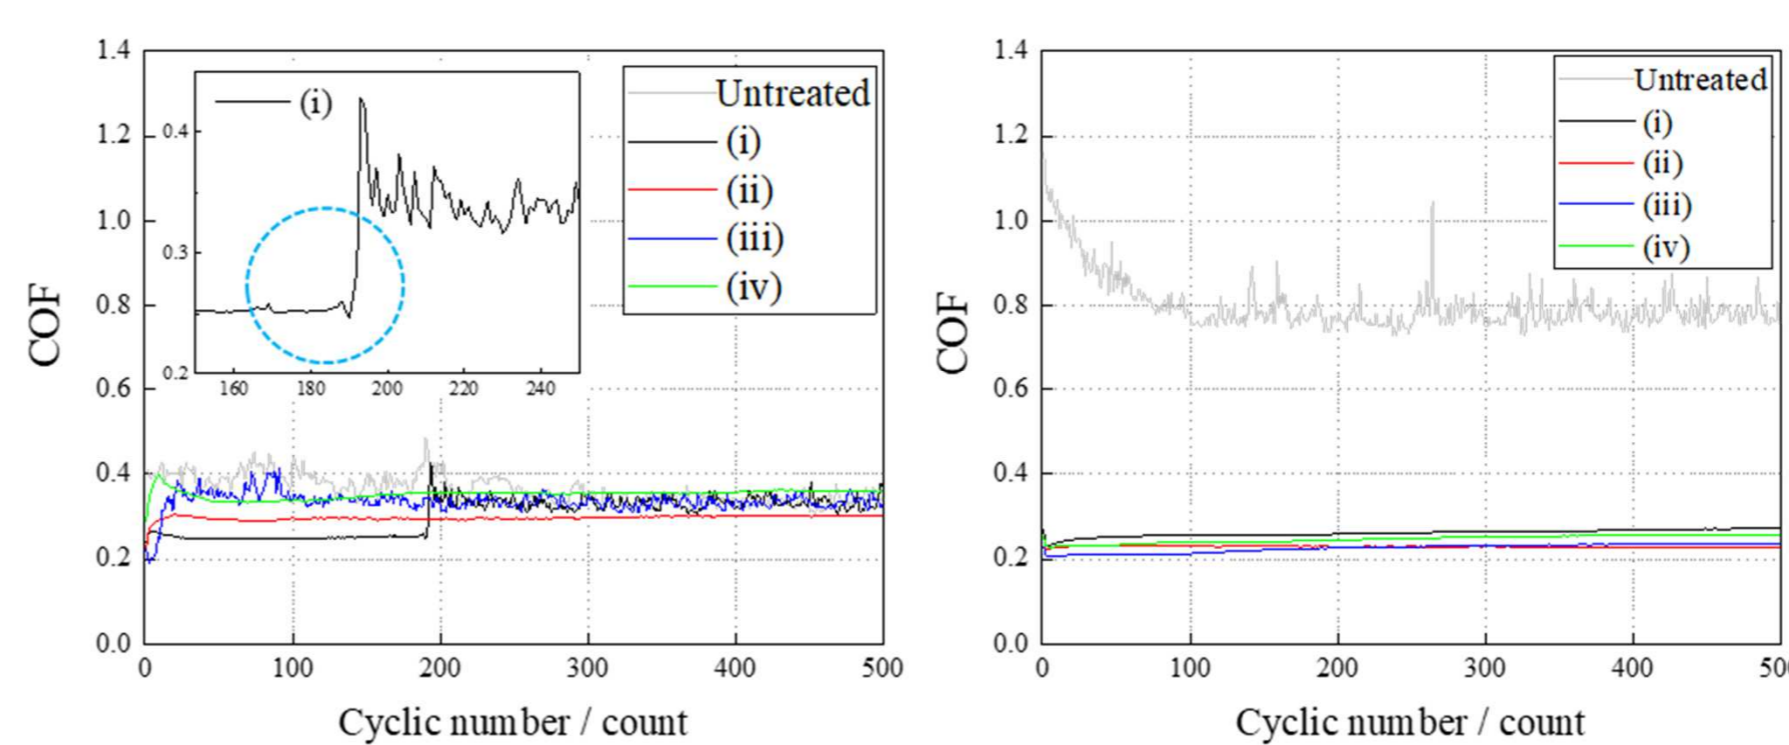 1.4
1.2
1.0
0.8
0.6
0.4
0.2
0.0
COF
0 100 200 300 400 500
Cyclic number / count
(i)
0.4
0.3
0.2
160 180 200 220 240
Untreated
(i)
(ii)
(iii)
(iv)
1.4
1.2
1.0
0.8
0.6
0.4
0.2
0.0
COF
0 100 200 300 400 50
Cyclic number / count
Untreated
(i)
(ii)
(iii)
(iv)